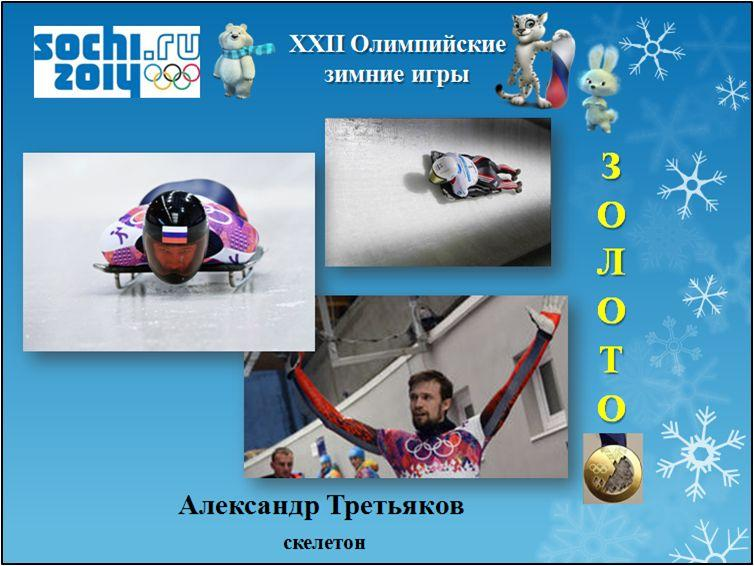 sochi.ru
2014
XXII Олимпийские
зимние игры
З
О
Л
О
Т
О
Александр Третьяков
скелетон